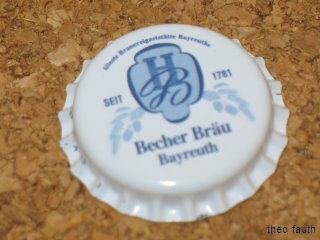 älteste Brauereigaststätte Bayreuths
HB
SEIT 1781
Becher Bräu
Bayreuth
theo fauth